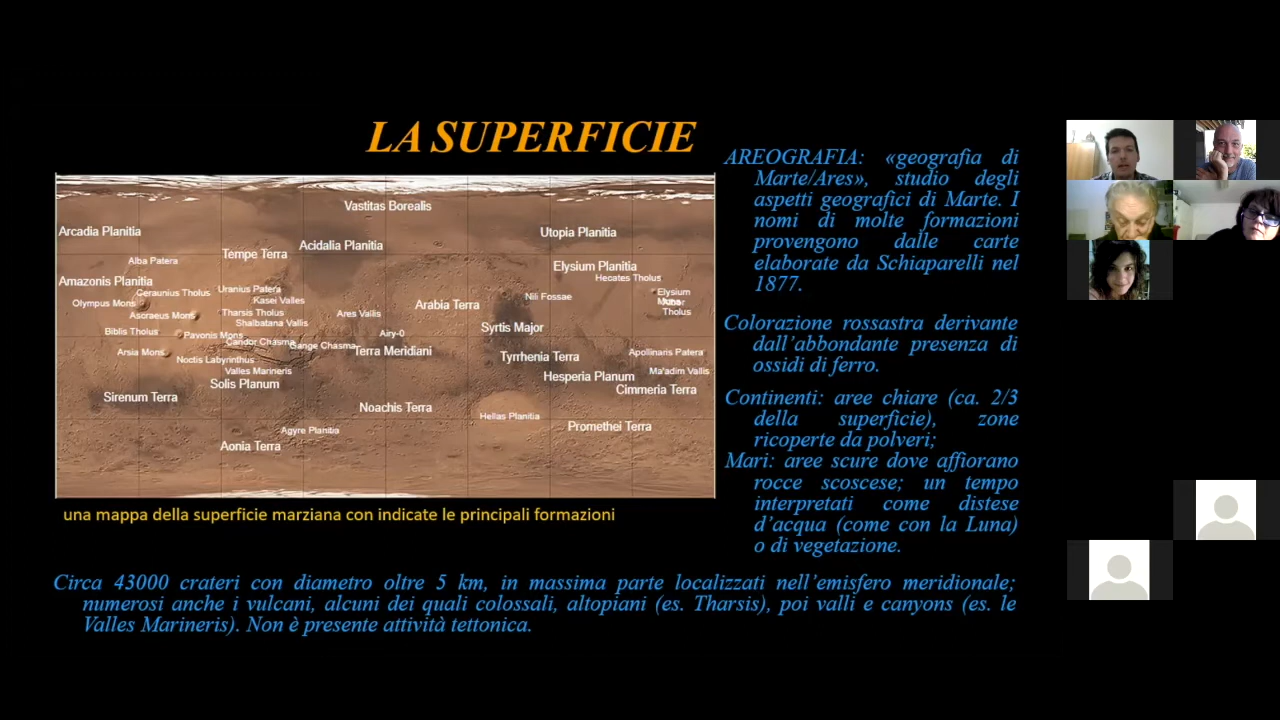 LA SUPERFICIE
Vastitas Borealis
Arcadia Planitia
Utopia Planitia
Acidalia Planitia
Tempe Terra
Alba Patera
Elysium Planitia
Hecates Tholus
Amazonis Planitia
Ceraunius Tholus
Uranius Patera
Elysium
Nili Fossae
Kasei Valles
Olympus Mons
Arabia Terra
Tholus
Ascraeus Mons
Tharsis Tholus
Ares Vallis
Shalbatana Vallis
Syrtis Major
Biblis Tholus
Pavonis Mons
Airy-0
Candor Chasma
Gange Chasma
Terra Meridiani
Arsia Mons
Noctis Labyrinthus
Tyrrhenia Terra
Apollinaris Patera
Valles Marineris
Ma'adim Vallis
Hesperia Planum
Solis Planum
Cimmeria Terra
Sirenum Terra
Noachis Terra
Hellas Planitia
Promethei Terra
Agyre Planitia
Aonia Terra
una mappa della superficie marziana con indicate le principali formazioni
AREOGRAFIA: «geografia di
Marte/Ares», studio degli
aspetti geografici di Marte. I
nomi di molte formazioni
provengono dalle carte
elaborate da Schiaparelli nel
1877.
Colorazione rossastra derivante
dall’abbondante presenza di
ossidi di ferro.
Continenti: aree chiare (ca. 2/3
della superficie), zone
ricoperte da polveri;
Mari: aree scure dove affiorano
rocce scoscese; un tempo
interpretati come distese
d’acqua (come con la Luna)
o di vegetazione.
Circa 43000 crateri con diametro oltre 5 km, in massima parte localizzati nell’emisfero meridionale;
numerosi anche i vulcani, alcuni dei quali colossali, altopiani (es. Tharsis), poi valli e canyons (es. le
Valles Marineris). Non è presente attività tettonica.